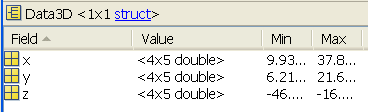 Data3D <1x1 struct>
Field Value Min Max
x <4x5 double> 9.93... 37.8...
y <4x5 double> 6.21... 21.6...
z <4x5 double> -46.... -16....